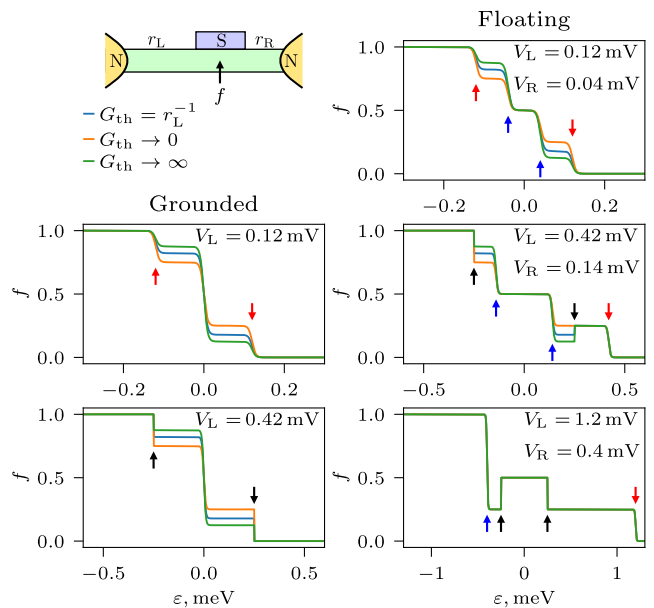 Floating
r_L S r_R
N N
f
G_th = r_L^{-1}
G_th → 0
G_th → ∞
f
1.0
0.5
0.0
V_L = 0.12 mV
V_R = 0.04 mV
−0.2 0.0 0.2
Grounded
f
1.0
0.5
0.0
V_L = 0.12 mV
−0.2 0.0 0.2
f
1.0
0.5
0.0
V_L = 0.42 mV
V_R = 0.14 mV
−0.5 0.0 0.5
f
1.0
0.5
0.0
V_L = 0.42 mV
−0.5 0.0 0.5
ε, meV
f
1.0
0.5
0.0
V_L = 1.2 mV
V_R = 0.4 mV
−1 0 1
ε, meV